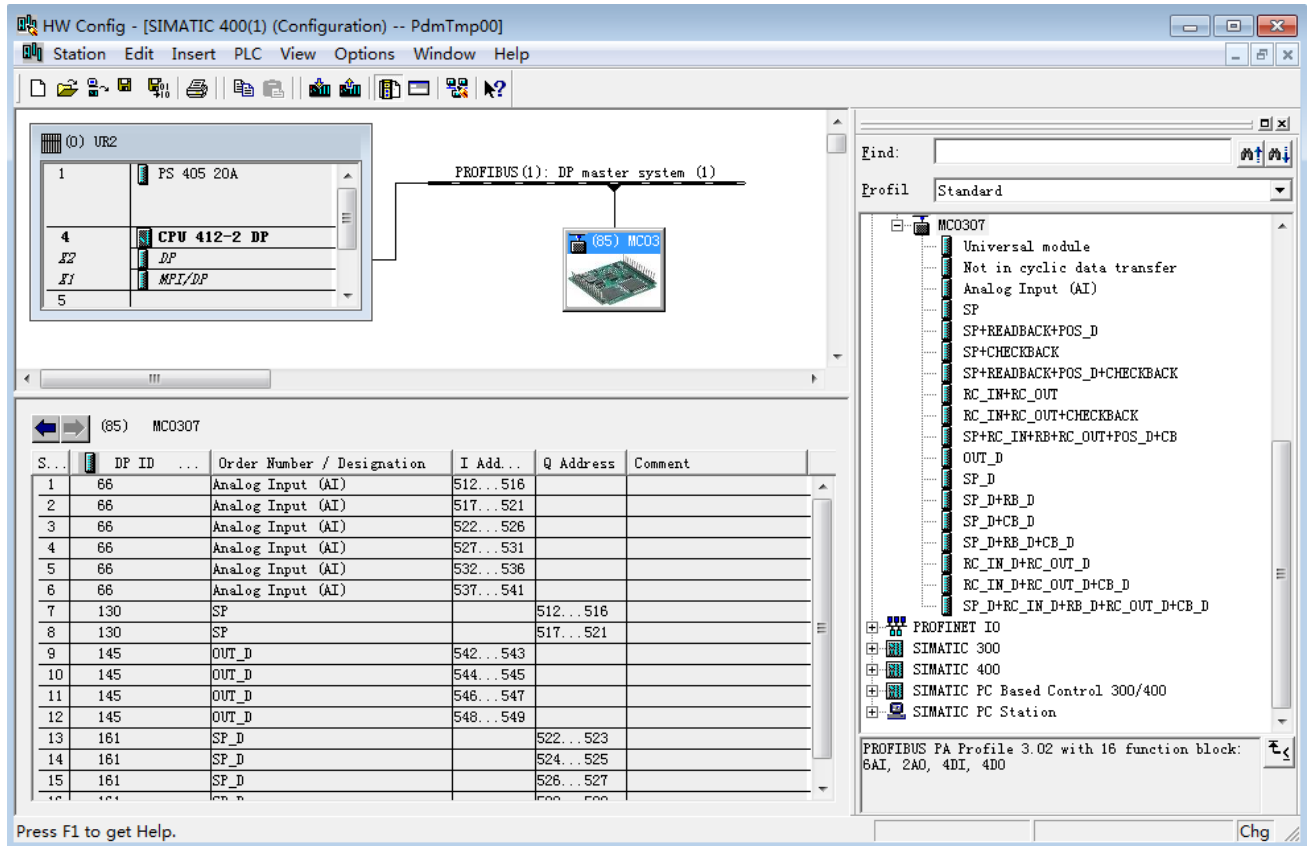 HW Config - [SIMATIC 400(1) (Configuration) -- PdmTmp00]
Station Edit Insert PLC View Options Window Help
(0) UR2
1 PS 405 20A
4 CPU 412-2 DP
X2 DP
X1 MPI/DP
5
PROFIBUS(1): DP master system (1)
(85) MC03
(85) MC0307
S... DP ID ... Order Number / Designation I Add... Q Address Comment
1 66 Analog Input (AI) 512...516
2 66 Analog Input (AI) 517...521
3 66 Analog Input (AI) 522...526
4 66 Analog Input (AI) 527...531
5 66 Analog Input (AI) 532...536
6 66 Analog Input (AI) 537...541
7 130 SP 512...516
8 130 SP 517...521
9 145 OUT_D 542...543
10 145 OUT_D 544...545
11 145 OUT_D 546...547
12 145 OUT_D 548...549
13 161 SP_D 522...523
14 161 SP_D 524...525
15 161 SP_D 526...527
Find:
Profil Standard
MC0307
Universal module
Not in cyclic data transfer
Analog Input (AI)
SP
SP+READBACK+POS_D
SP+CHECKBACK
SP+READBACK+POS_D+CHECKBACK
RC_IN+RC_OUT
RC_IN+RC_OUT+CHECKBACK
SP+RC_IN+RB+RC_OUT+POS_D+CB
OUT_D
SP_D
SP_D+RB_D
SP_D+CB_D
SP_D+RB_D+CB_D
RC_IN_D+RC_OUT_D
RC_IN_D+RC_OUT_D+CB_D
SP_D+RC_IN_D+RB_D+RC_OUT_D+CB_D
PROFINET IO
SIMATIC 300
SIMATIC 400
SIMATIC PC Based Control 300/400
SIMATIC PC Station
PROFIBUS PA Profile 3.02 with 16 function block:
6AI, 2AO, 4DI, 4DO
Press F1 to get Help.
Chg